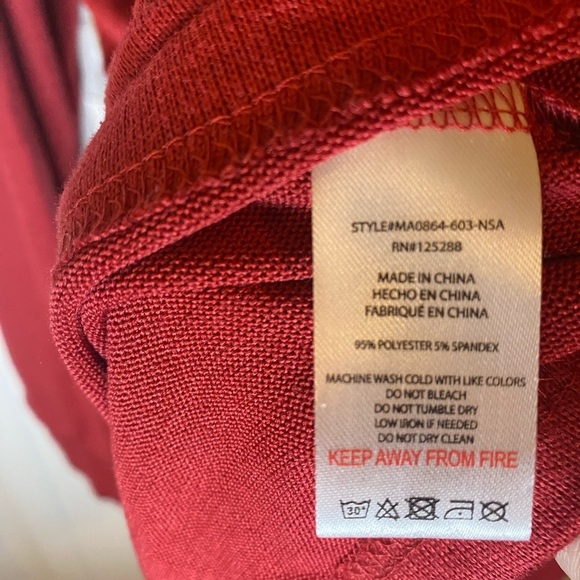 STYLE#MA0864-603-NSA
RN#125288
MADE IN CHINA
HECHO EN CHINA
FABRIQUÉ EN CHINA
95% POLYESTER 5% SPANDEX
MACHINE WASH COLD WITH LIKE COLORS
DO NOT BLEACH
DO NOT TUMBLE DRY
LOW IRON IF NEEDED
DO NOT DRY CLEAN
KEEP AWAY FROM FIRE
30°